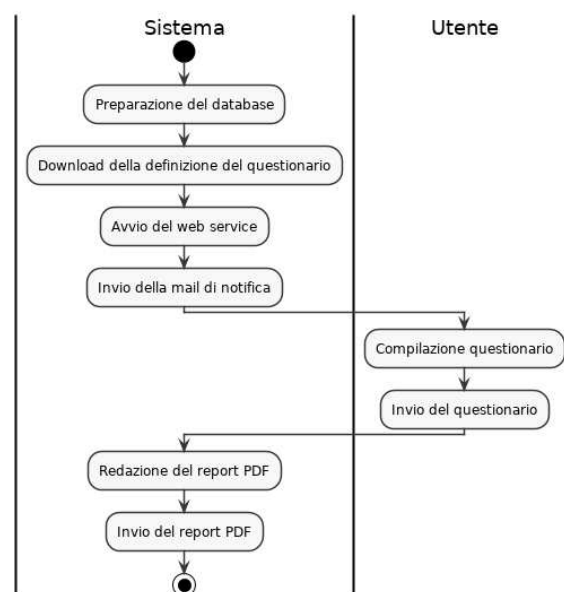 Sistema
Utente
Preparazione del database
Download della definizione del questionario
Avvio del web service
Invio della mail di notifica
Compilazione questionario
Invio del questionario
Redazione del report PDF
Invio del report PDF